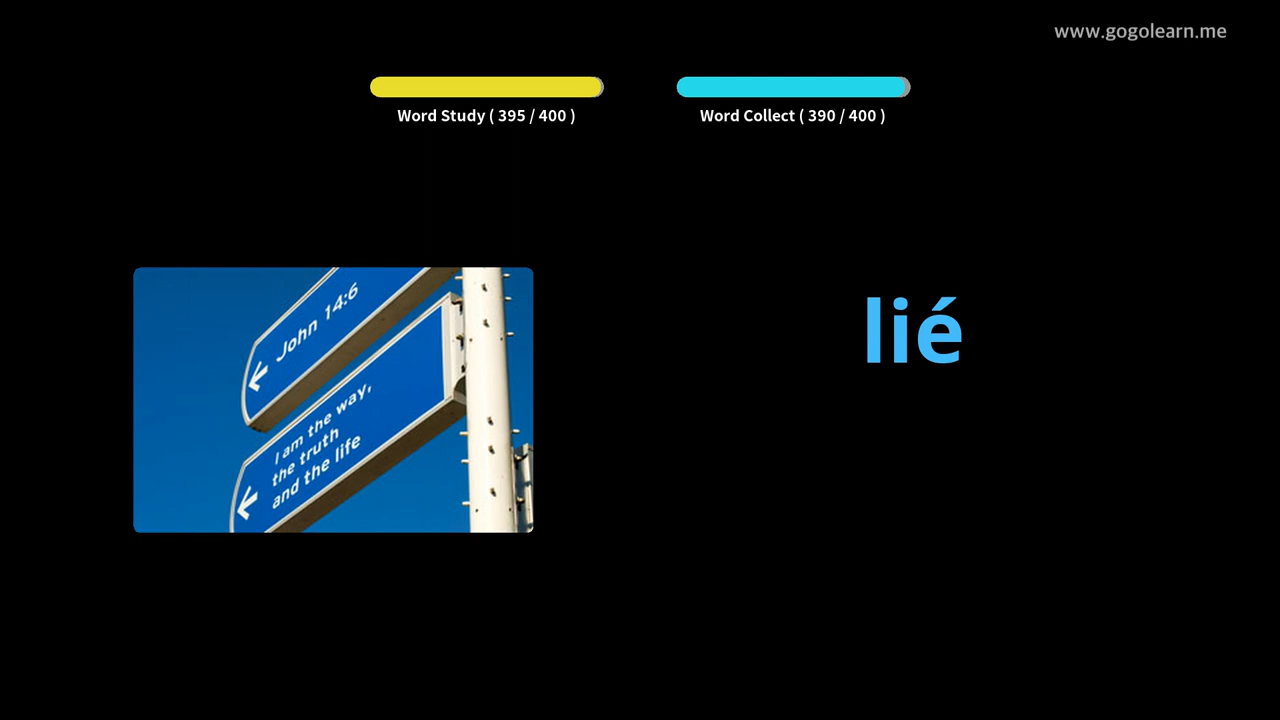 www.gogolearn.me
Word Study ( 395 / 400 )
Word Collect ( 390 / 400 )
lié
John 14:6
I am the way,
the truth
and the life